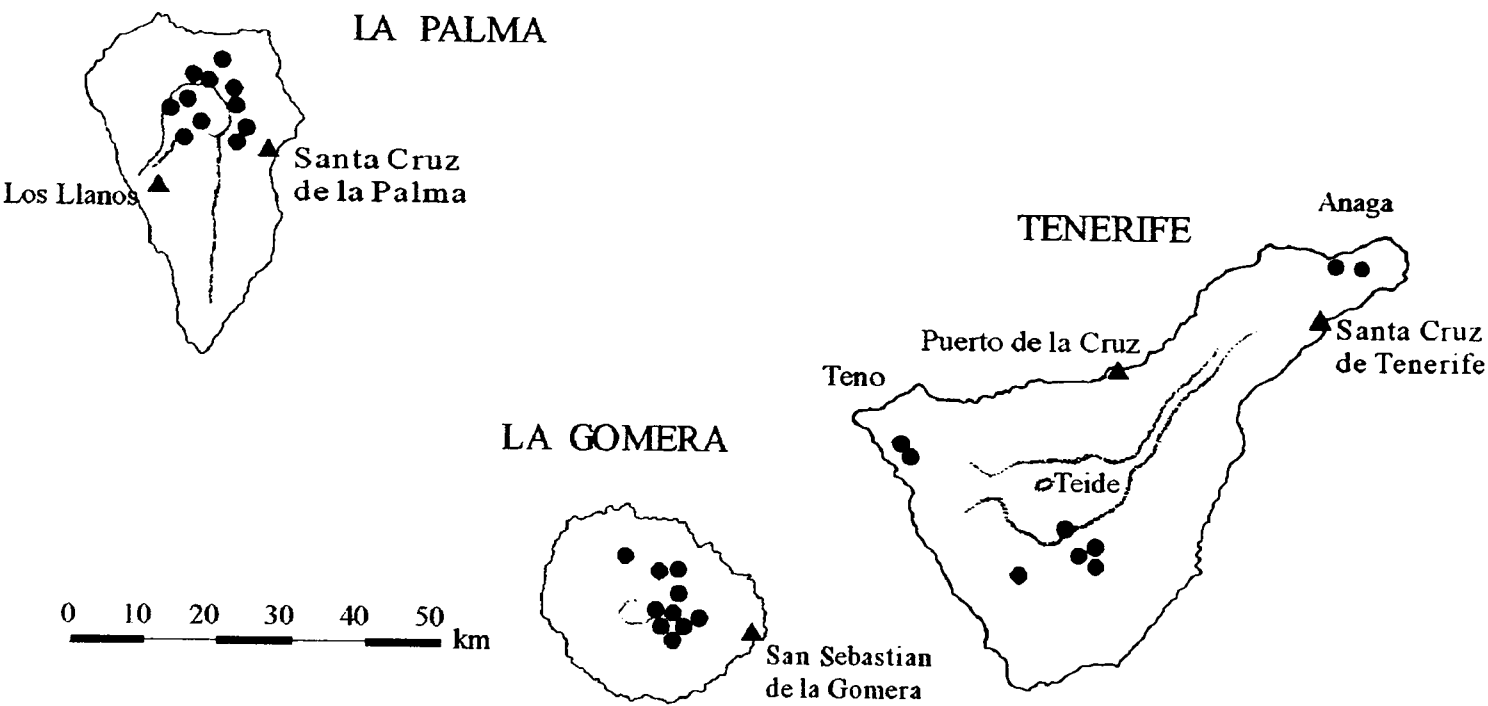 LA PALMA
Santa Cruz
de la Palma
Los Llanos
Anaga
TENERIFE
Santa Cruz
de Tenerife
Puerto de la Cruz
Teno
LA GOMERA
Teide
0 10 20 30 40 50
km
San Sebastian
de la Gomera